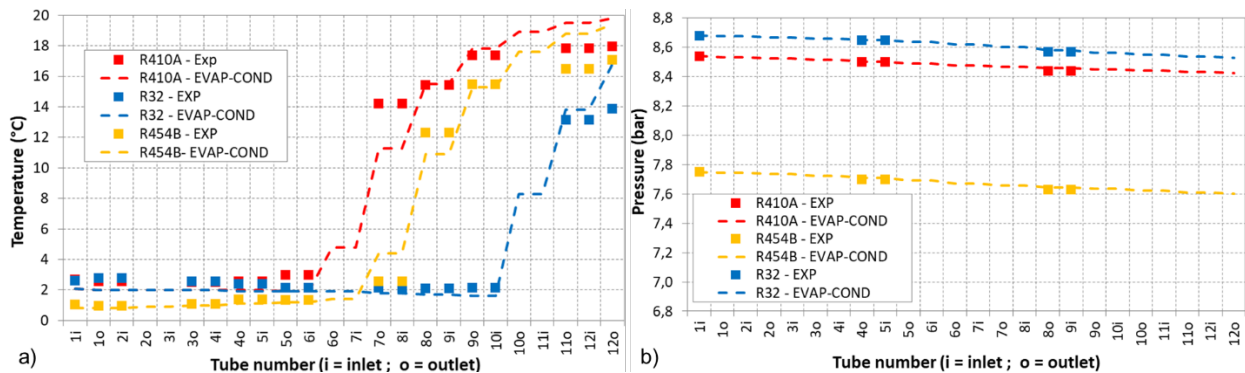 20
18
16
14
12
10
8
6
4
2
0
Temperature (°C)
R410A - Exp
R410A - EVAP-COND
R32 - EXP
R32 - EVAP-COND
R454B - EXP
R454B- EVAP-COND
1i 1o 2i 2o 3i 3o 4i 4o 5i 5o 6i 6o 7i 7o 8i 8o 9i 9o 10i 10o 11i 11o 12i 12o
a)
Tube number (i = inlet ; o = outlet)
8,8
8,6
8,4
8,2
8,0
7,8
7,6
7,4
7,2
7,0
6,8
Pressure (bar)
R410A - EXP
R410A - EVAP-COND
R454B - EXP
R454B - EVAP-COND
R32 - EXP
R32 - EVAP-COND
1i 1o 2i 2o 3i 3o 4i 4o 5i 5o 6i 6o 7i 7o 8i 8o 9i 9o 10i 10o 11i 11o 12i 12o
b)
Tube number (i = inlet ; o = outlet)